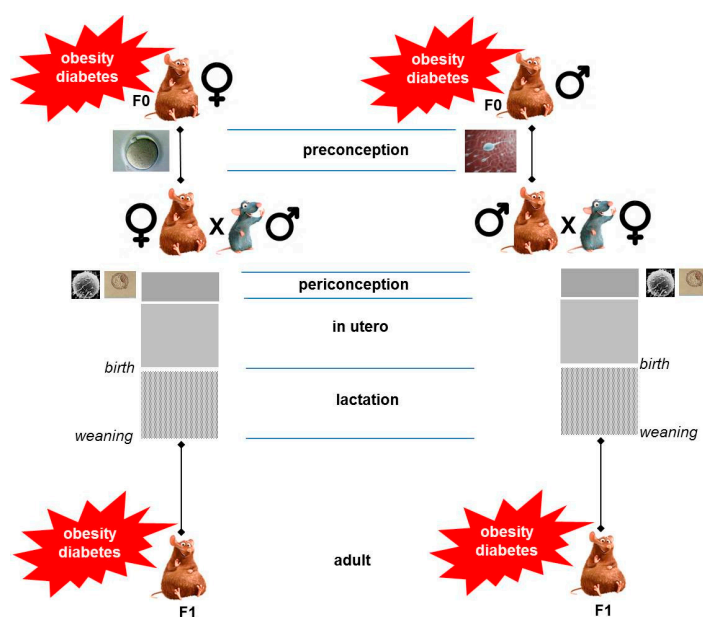 obesity
diabetes
F0
♀
obesity
diabetes
F0
♂
preconception
♀
X
♂
♂
X
♀
periconception
in utero
birth
birth
lactation
weaning
weaning
obesity
diabetes
F1
adult
obesity
diabetes
F1